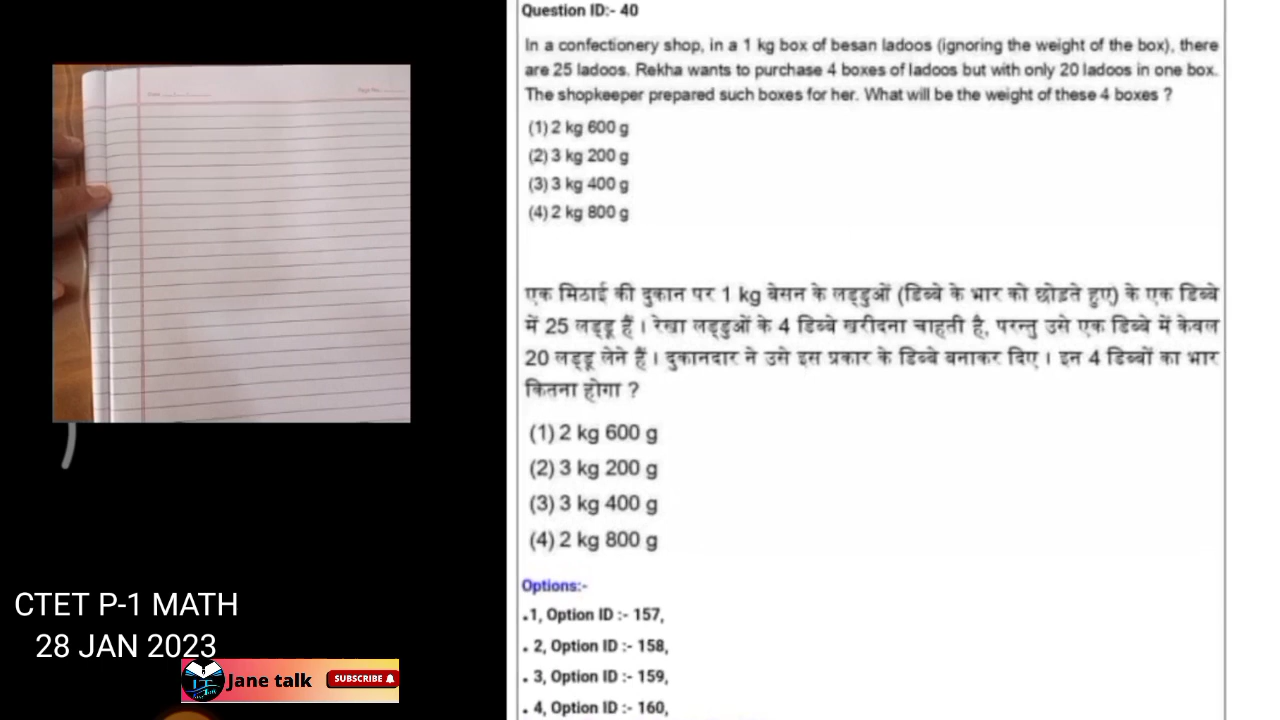 Question ID:- 40
In a confectionery shop, in a 1 kg box of besan ladoos (ignoring the weight of the box), there
are 25 ladoos. Rekha wants to purchase 4 boxes of ladoos but with only 20 ladoos in one box.
The shopkeeper prepared such boxes for her. What will be the weight of these 4 boxes ?
(1) 2 kg 600 g
(2) 3 kg 200 g
(3) 3 kg 400 g
(4) 2 kg 800 g
एक मिठाई की दुकान पर 1 kg बेसन के लड्डुओं (डिब्बे के भार को छोड़ते हुए) के एक डिब्बे
में 25 लड्डू हैं । रेखा लड्डुओं के 4 डिब्बे खरीदना चाहती है, परन्तु उसे एक डिब्बे में केवल
20 लड्डू लेने हैं । दुकानदार ने उसे इस प्रकार के डिब्बे बनाकर दिए । इन 4 डिब्बों का भार
कितना होगा ?
(1) 2 kg 600 g
(2) 3 kg 200 g
(3) 3 kg 400 g
(4) 2 kg 800 g
Options:-
.1, Option ID :- 157,
. 2, Option ID :- 158,
. 3, Option ID :- 159,
. 4, Option ID :- 160,
CTET P-1 MATH
28 JAN 2023
Jane talk
SUBSCRIBE